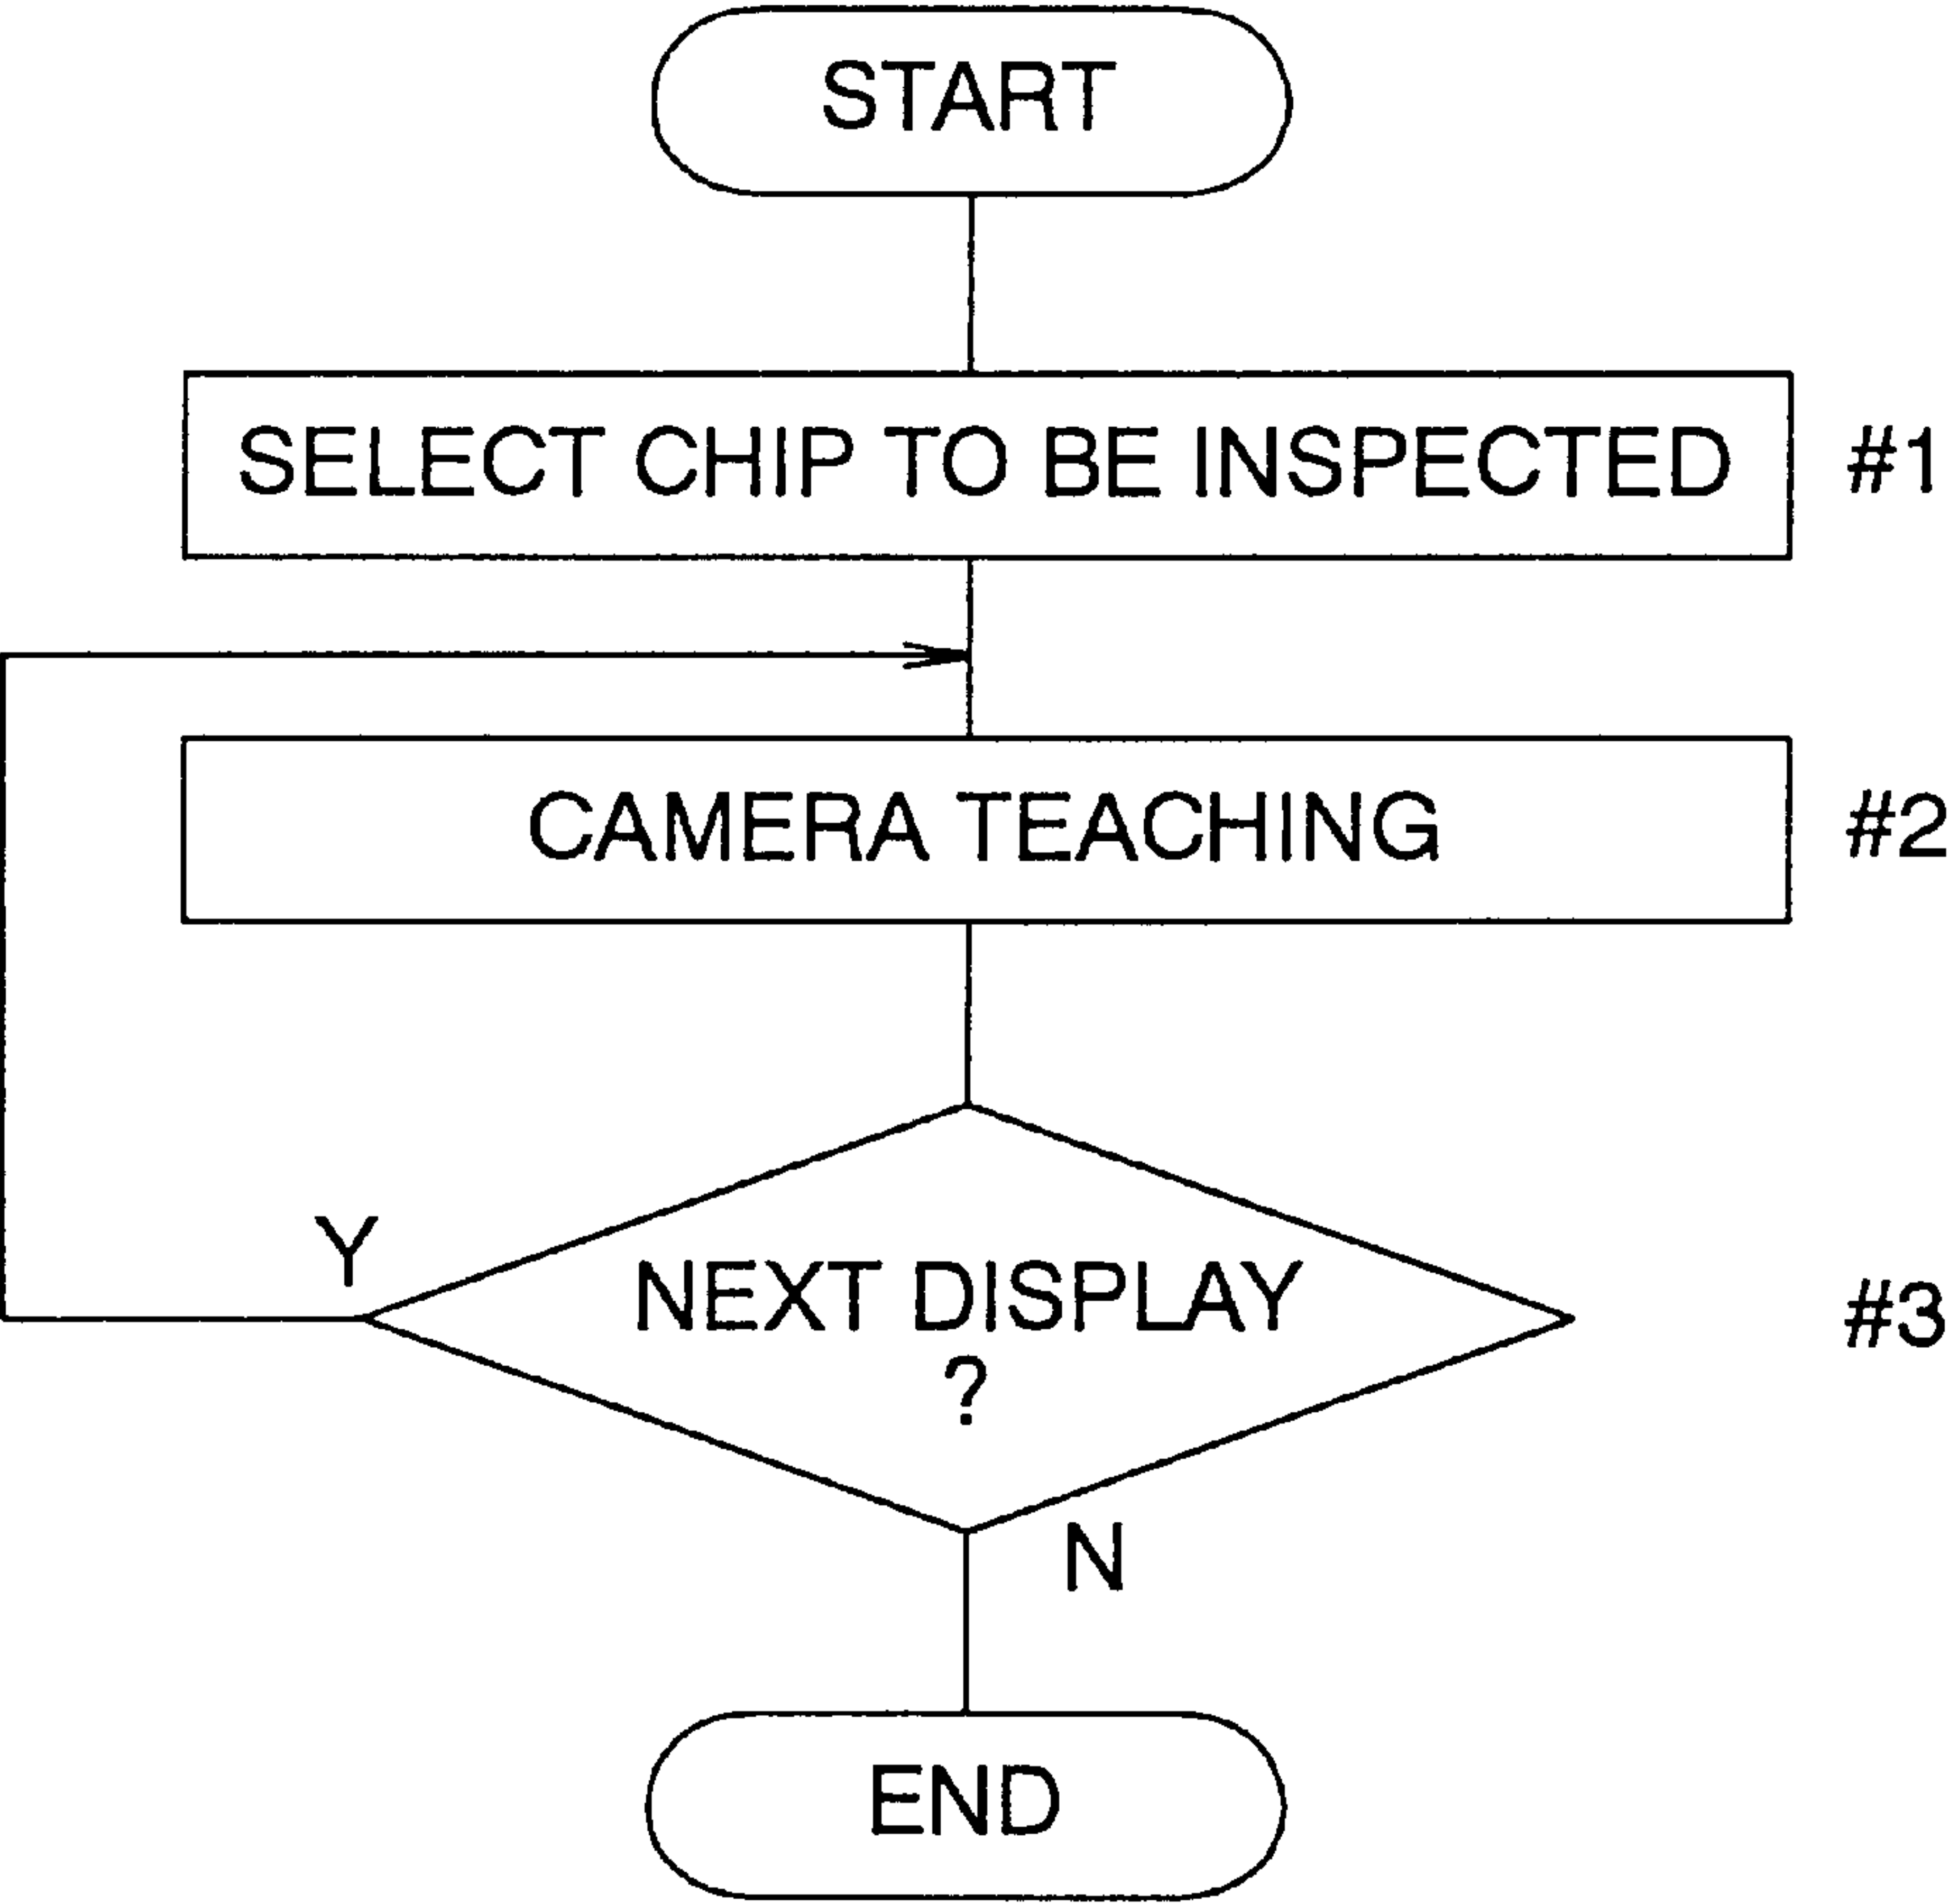 START
SELECT CHIP TO BE INSPECTED #1
CAMERA TEACHING #2
Y
NEXT DISPLAY #3
?
N
END